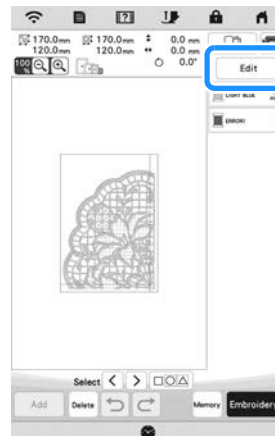 170.0mm 170.0mm 0.0 mm
120.0mm 120.0mm 0.0 mm
100 0.0°
Edit
LIGHT BLUE
ERROR!
Select
Add Delete Memory Embroidery